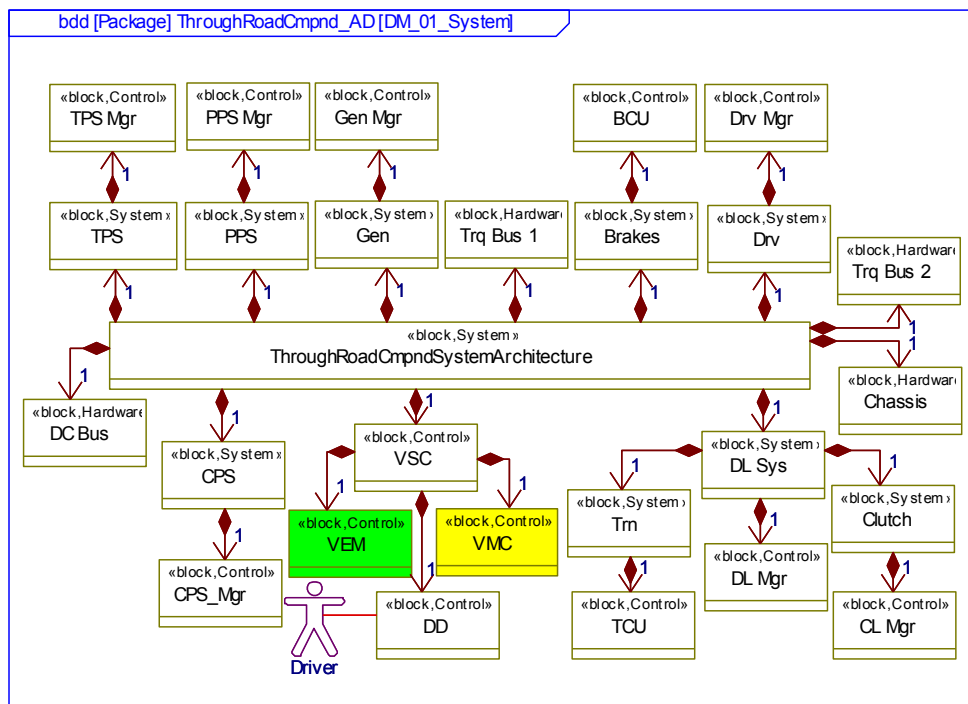 bdd [Package] ThroughRoadCmpnd_AD [DM_01_System]
«block,Control»
TPS Mgr
«block,Control»
PPS Mgr
«block,Control»
Gen Mgr
«block,Control»
BCU
«block,Control»
Drv Mgr
1
1
1
1
1
«block,System»
TPS
«block,System»
PPS
«block,System»
Gen
«block,Hardware
Trq Bus 1
«block,System»
Brakes
«block,System»
Drv
«block,Hardware
Trq Bus 2
1
1
1
1
1
1
1
«block,System»
ThroughRoadCmpndSystemArchitecture
1
«block,Hardware
Chassis
1
«block,Hardware
DC Bus
1
«block,System»
CPS
1
«block,Control»
VSC
1
«block,System»
DL Sys
1
«block,Control»
VEM
1
«block,Control»
VMC
1
«block,System»
Trn
1
«block,System»
Clutch
1
«block,Control»
CPS_Mgr
1
«block,Control»
DD
1
«block,Control»
TCU
1
«block,Control»
DL Mgr
1
«block,Control»
CL Mgr
Driver